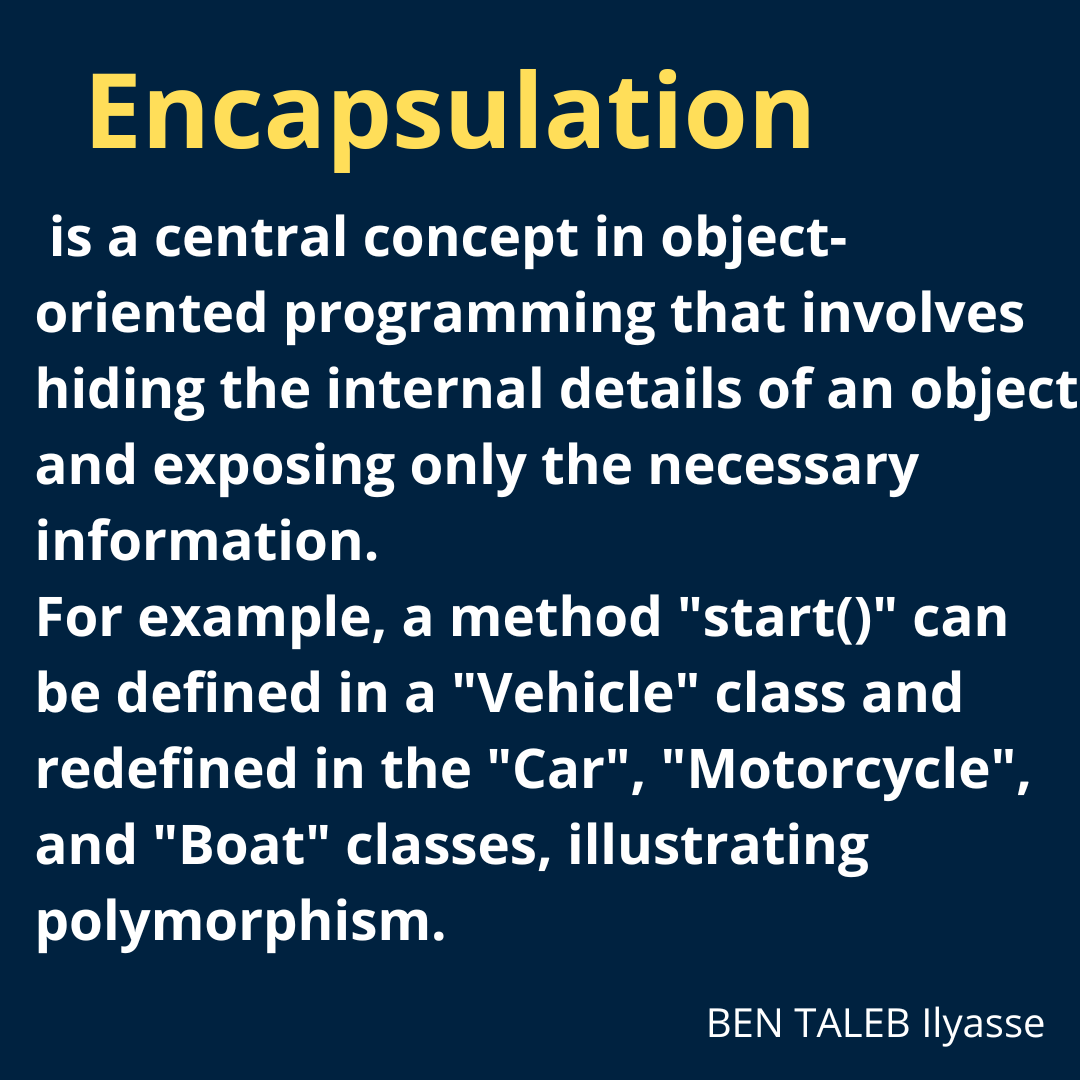 Encapsulation
is a central concept in object-
oriented programming that involves
hiding the internal details of an object
and exposing only the necessary
information.
For example, a method "start()" can
be defined in a "Vehicle" class and
redefined in the "Car", "Motorcycle",
and "Boat" classes, illustrating
polymorphism.
BEN TALEB Ilyasse